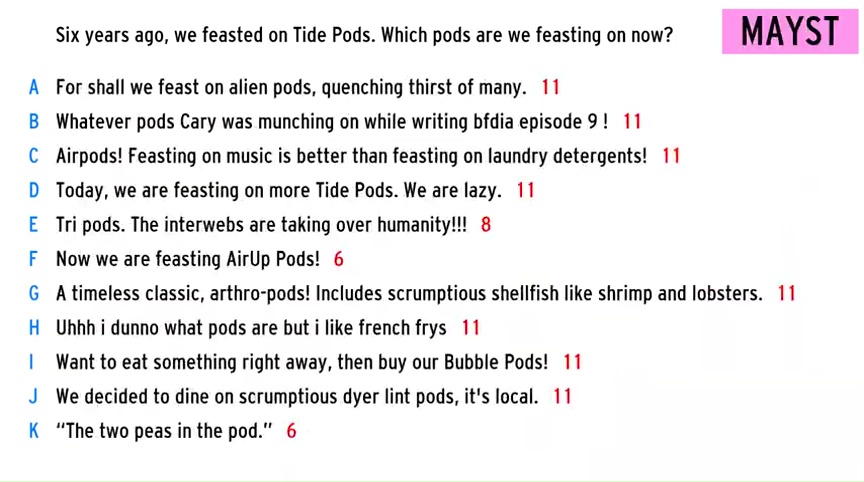 Six years ago, we feasted on Tide Pods. Which pods are we feasting on now?
MAYST
A For shall we feast on alien pods, quenching thirst of many. 11
B Whatever pods Cary was munching on while writing bfdia episode 9 ! 11
C Airpods! Feasting on music is better than feasting on laundry detergents! 11
D Today, we are feasting on more Tide Pods. We are lazy. 11
E Tri pods. The interwebs are taking over humanity!!! 8
F Now we are feasting AirUp Pods! 6
G A timeless classic, arthro-pods! Includes scrumptious shellfish like shrimp and lobsters. 11
H Uhhh i dunno what pods are but i like french frys 11
I Want to eat something right away, then buy our Bubble Pods! 11
J We decided to dine on scrumptious dyer lint pods, it's local. 11
K “The two peas in the pod.” 6